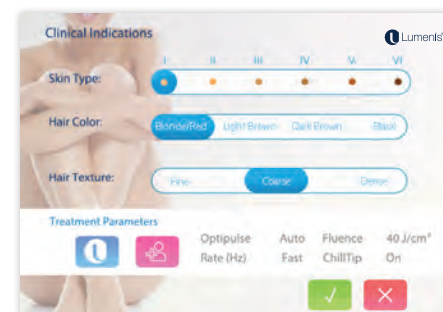 Clinical Indications
Lumenis®
I II III IV V VI
Skin Type:
Hair Color: Blonde/Red Light Brown Dark Brown Black
Hair Texture: Fine Coarse Dense
Treatment Parameters
Optipulse Auto Fluence 40 J/cm²
Rate (Hz) Fast ChillTip On